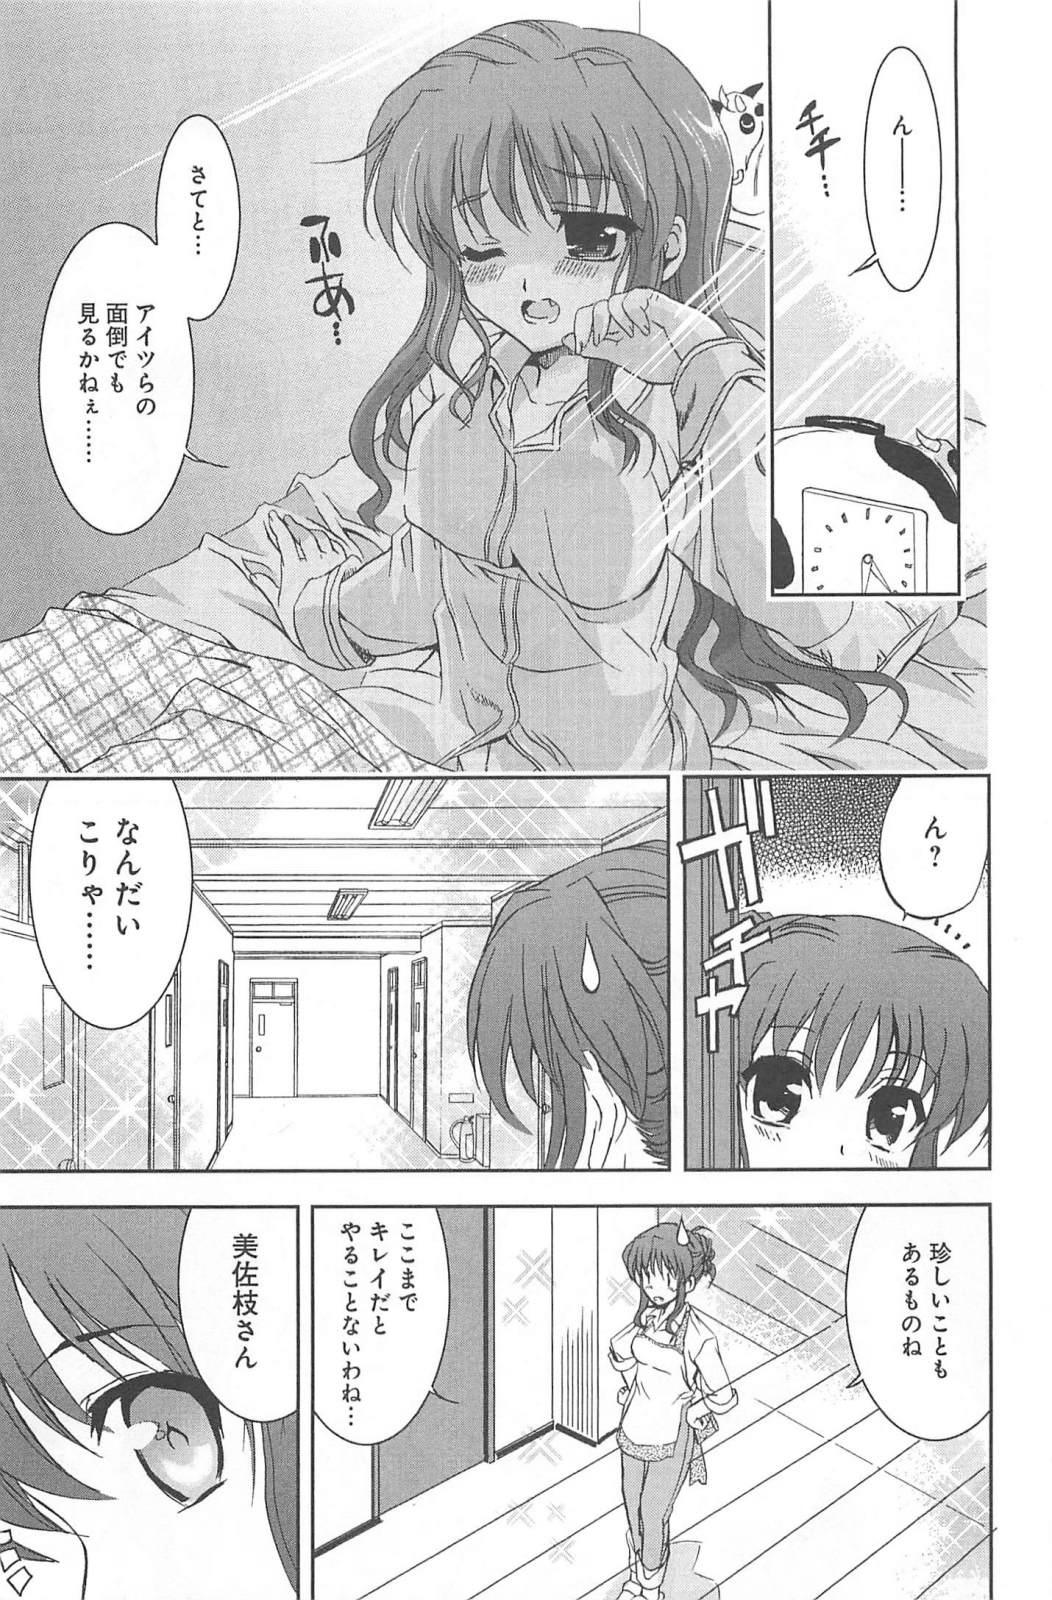 ん――…
チチ…
ふあ…
さてと…
アイツらの
面倒でも
見るかねぇ……
ん?
ガチャ
なんだい
こりゃ……
珍しいことも
あるものね
ここまで
キレイだと
やることないわね…
美佐枝さん